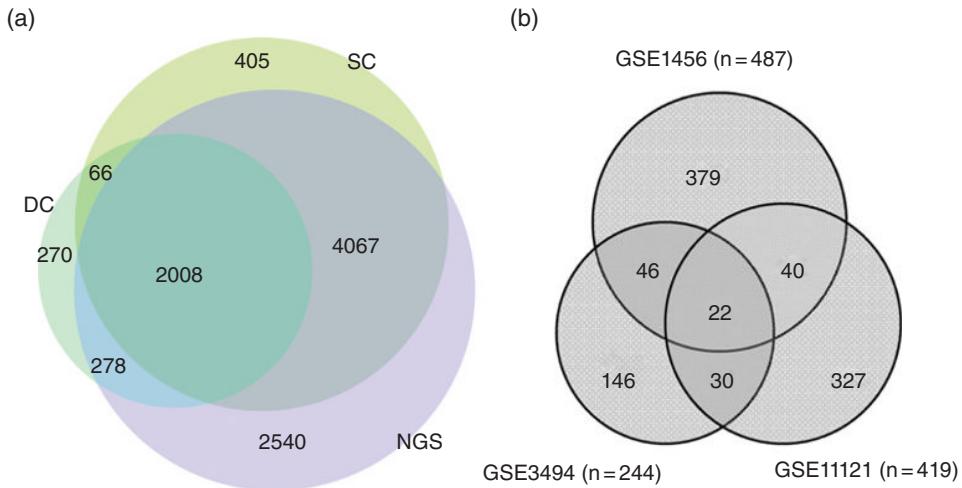 (a)
405
SC
66
DC
270
2008
4067
278
2540
NGS
(b)
GSE1456 (n=487)
379
46
40
22
146
30
327
GSE3494 (n=244)
GSE11121 (n=419)